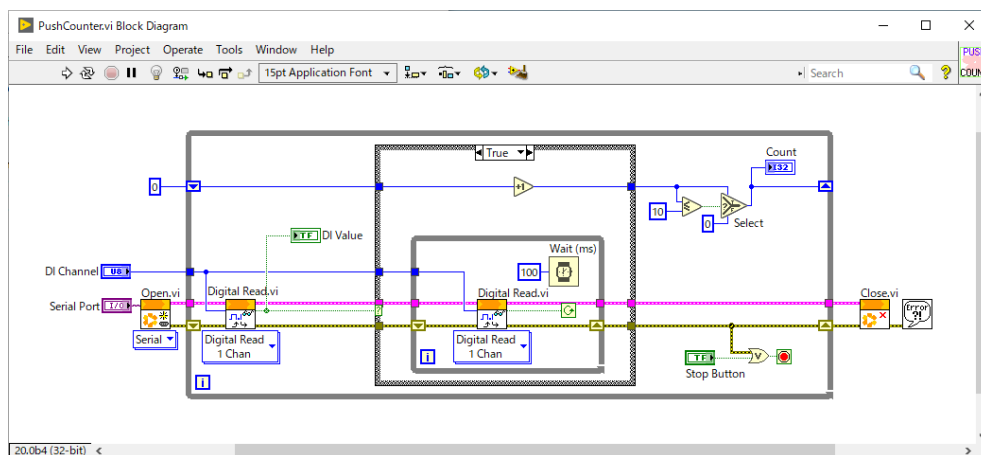 PushCounter.vi Block Diagram
File Edit View Project Operate Tools Window Help
15pt Application Font
Search
PUS
COUN
True
Count
I32
0
+1
10
0
Select
TF
DI Value
Wait (ms)
100
DI Channel
U8
Open.vi
Digital Read.vi
Digital Read.vi
Close.vi
Serial Port
I/O
?
Error
?!
Serial
Digital Read
1 Chan
Digital Read
1 Chan
i
TF
V
Stop Button
i
20.0b4 (32-bit)